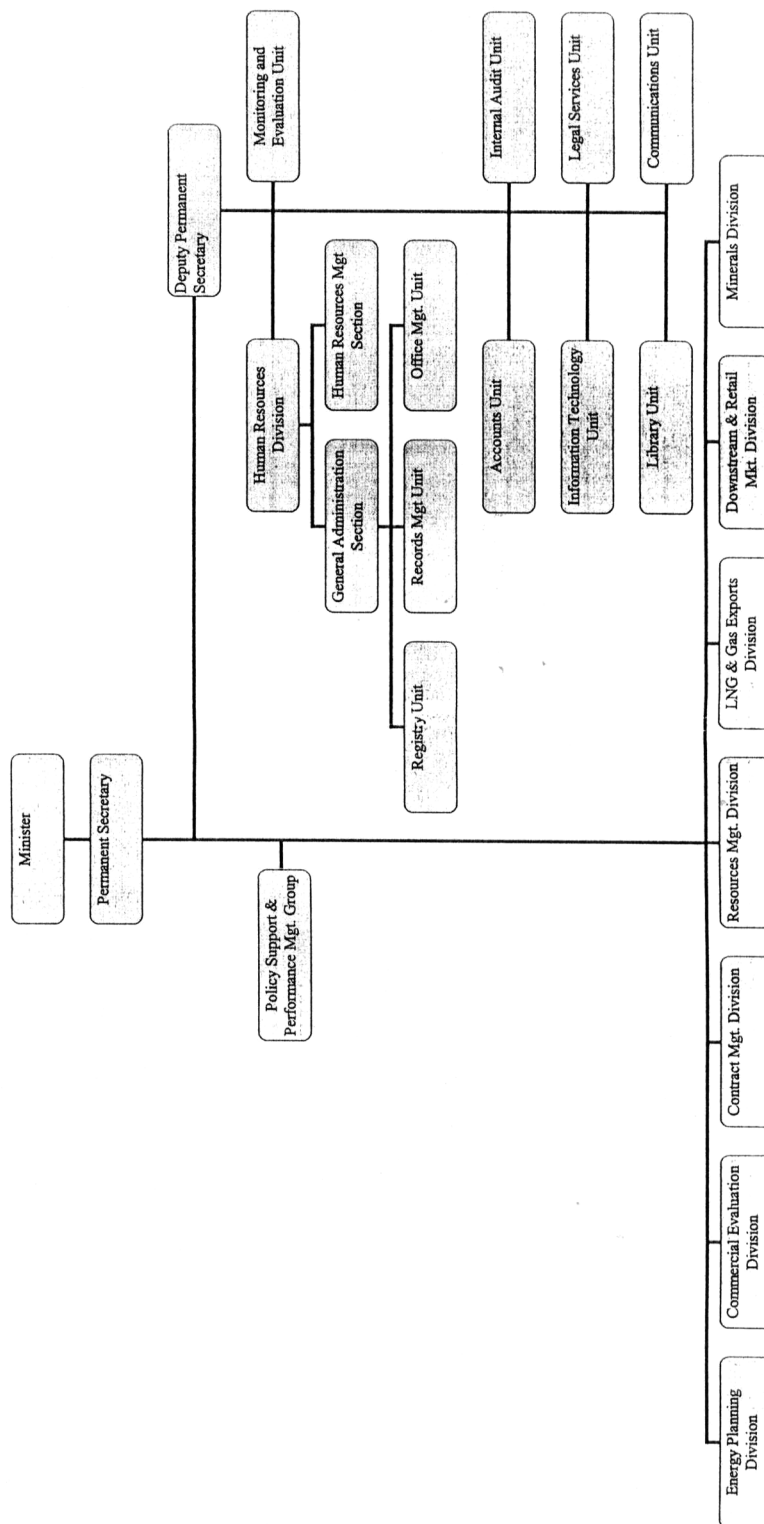 Minister
Permanent Secretary
Deputy Permanent
Secretary
Policy Support &
Performance Mgt. Group
Human Resources
Division
Monitoring and
Evaluation Unit
General Administration
Section
Human Resources Mgt
Section
Registry Unit
Records Mgt Unit
Office Mgt. Unit
Accounts Unit
Internal Audit Unit
Information Technology
Unit
Legal Services Unit
Library Unit
Communications Unit
Energy Planning
Division
Commercial Evaluation
Division
Contract Mgt. Division
Resources Mgt. Division
LNG & Gas Exports
Division
Downstream & Retail
Mkt. Division
Minerals Division